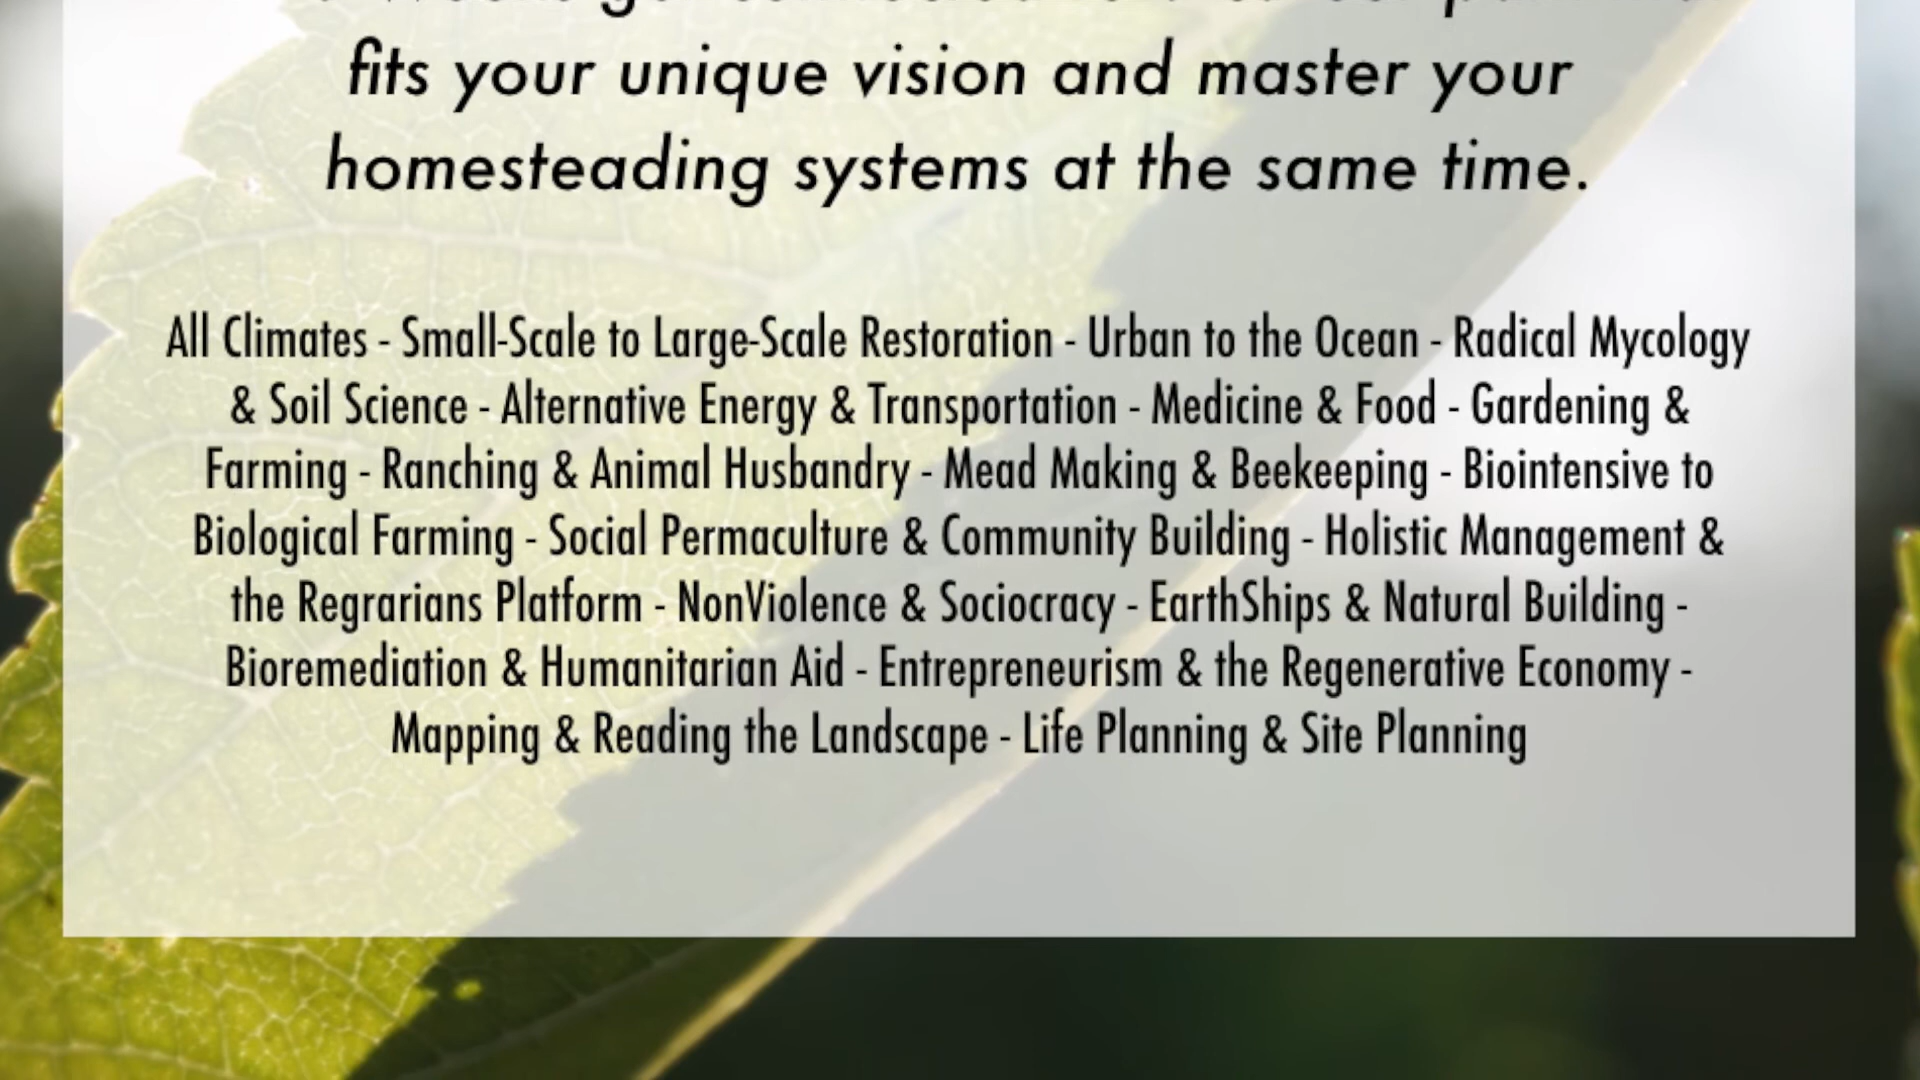 fits your unique vision and master your
homesteading systems at the same time.
All Climates - Small-Scale to Large-Scale Restoration - Urban to the Ocean - Radical Mycology
& Soil Science - Alternative Energy & Transportation - Medicine & Food - Gardening &
Farming - Ranching & Animal Husbandry - Mead Making & Beekeeping - Biointensive to
Biological Farming - Social Permaculture & Community Building - Holistic Management &
the Regrarians Platform - NonViolence & Sociocracy - EarthShips & Natural Building -
Bioremediation & Humanitarian Aid - Entrepreneurism & the Regenerative Economy -
Mapping & Reading the Landscape - Life Planning & Site Planning